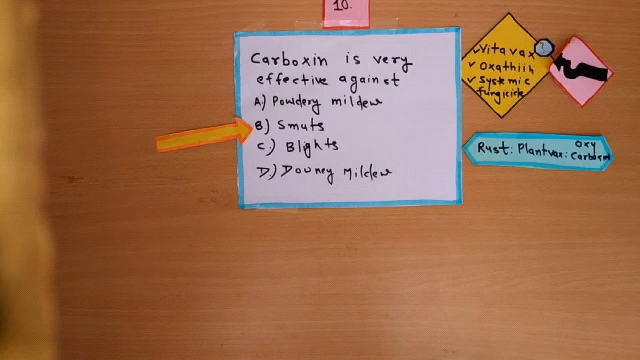 10.
Carboxin is very
effective against
A) Powdery mildew
B) Smuts
C.) Blights
D.) Downey Mildew
✓Vitavax
✓ Oxathiin
✓ Systemic
fungicide
Rust: Plantvax: Oxy
Carboxin